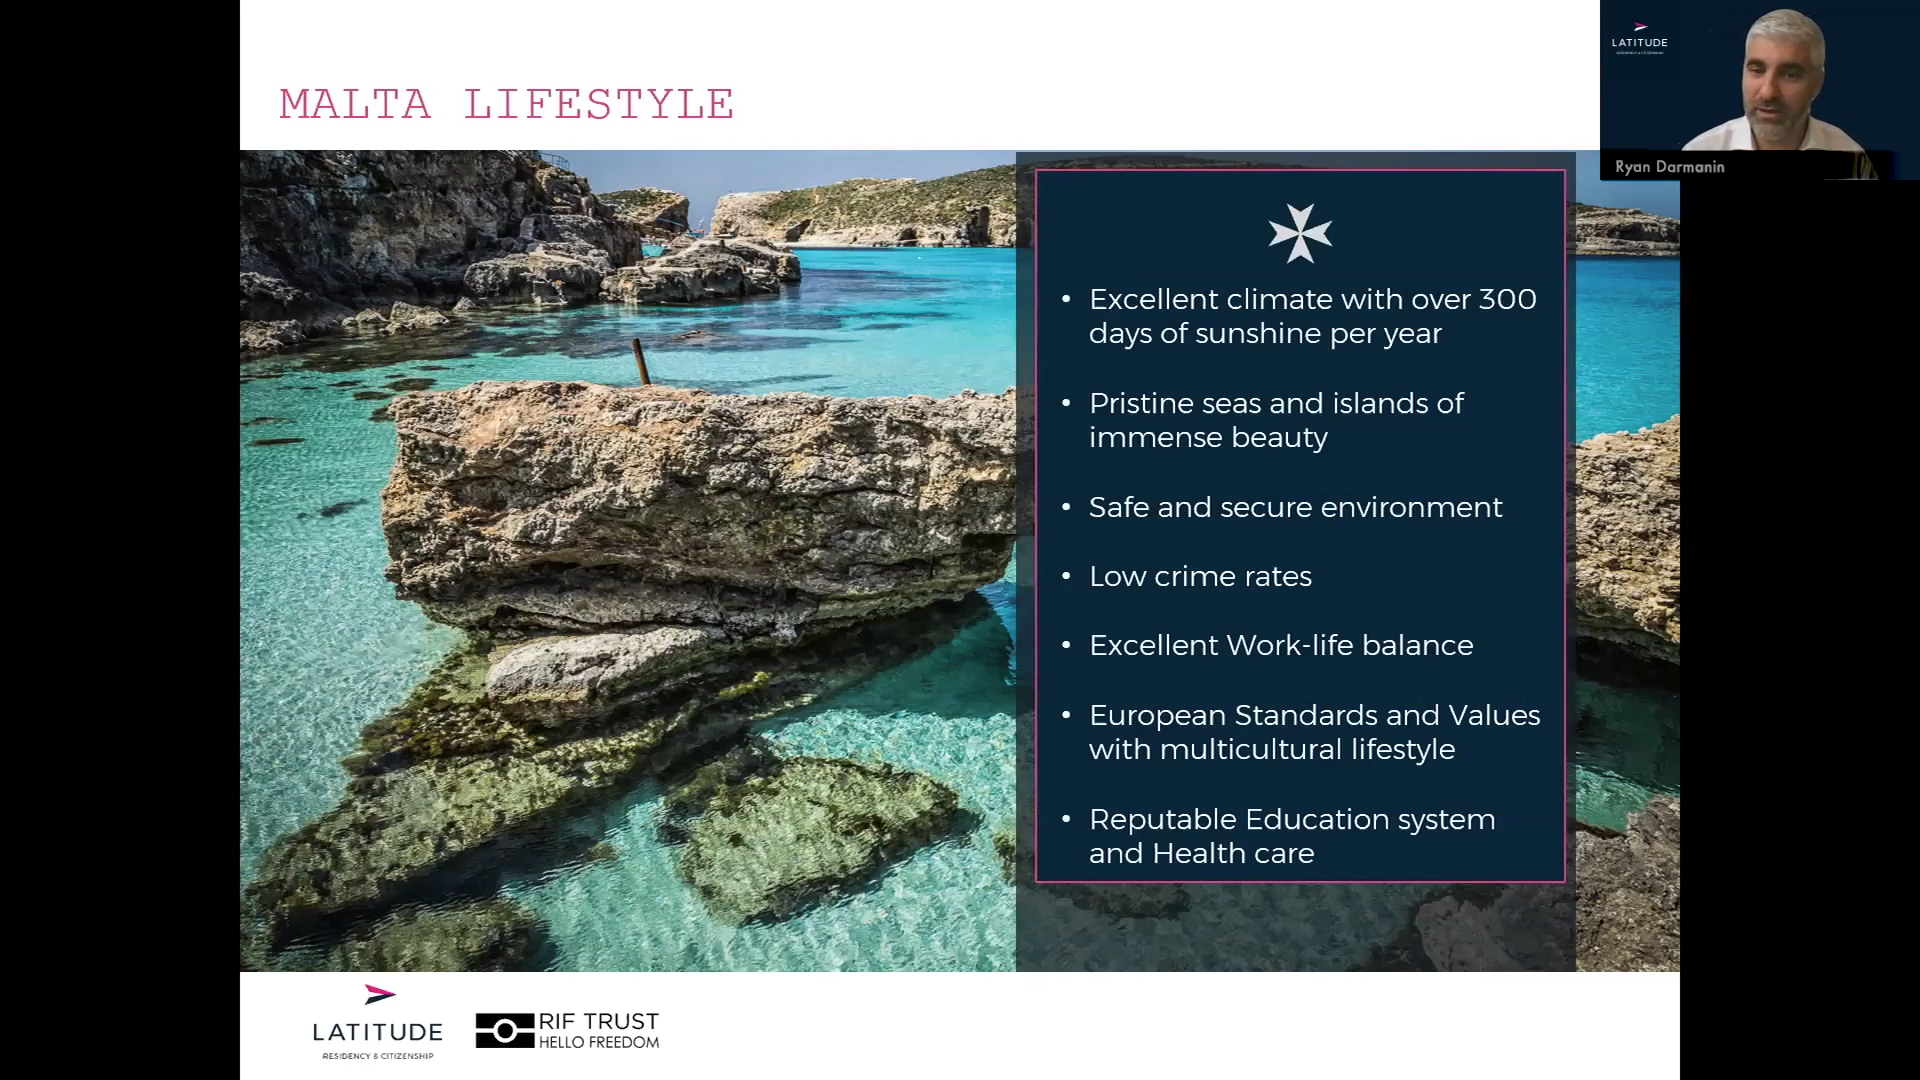 MALTA LIFESTYLE
LATITUDE
Ryan Darmanin
• Excellent climate with over 300
days of sunshine per year
• Pristine seas and islands of
immense beauty
• Safe and secure environment
• Low crime rates
• Excellent Work-life balance
• European Standards and Values
with multicultural lifestyle
• Reputable Education system
and Health care
LATITUDE
RESIDENCY & CITIZENSHIP
RIF TRUST
HELLO FREEDOM